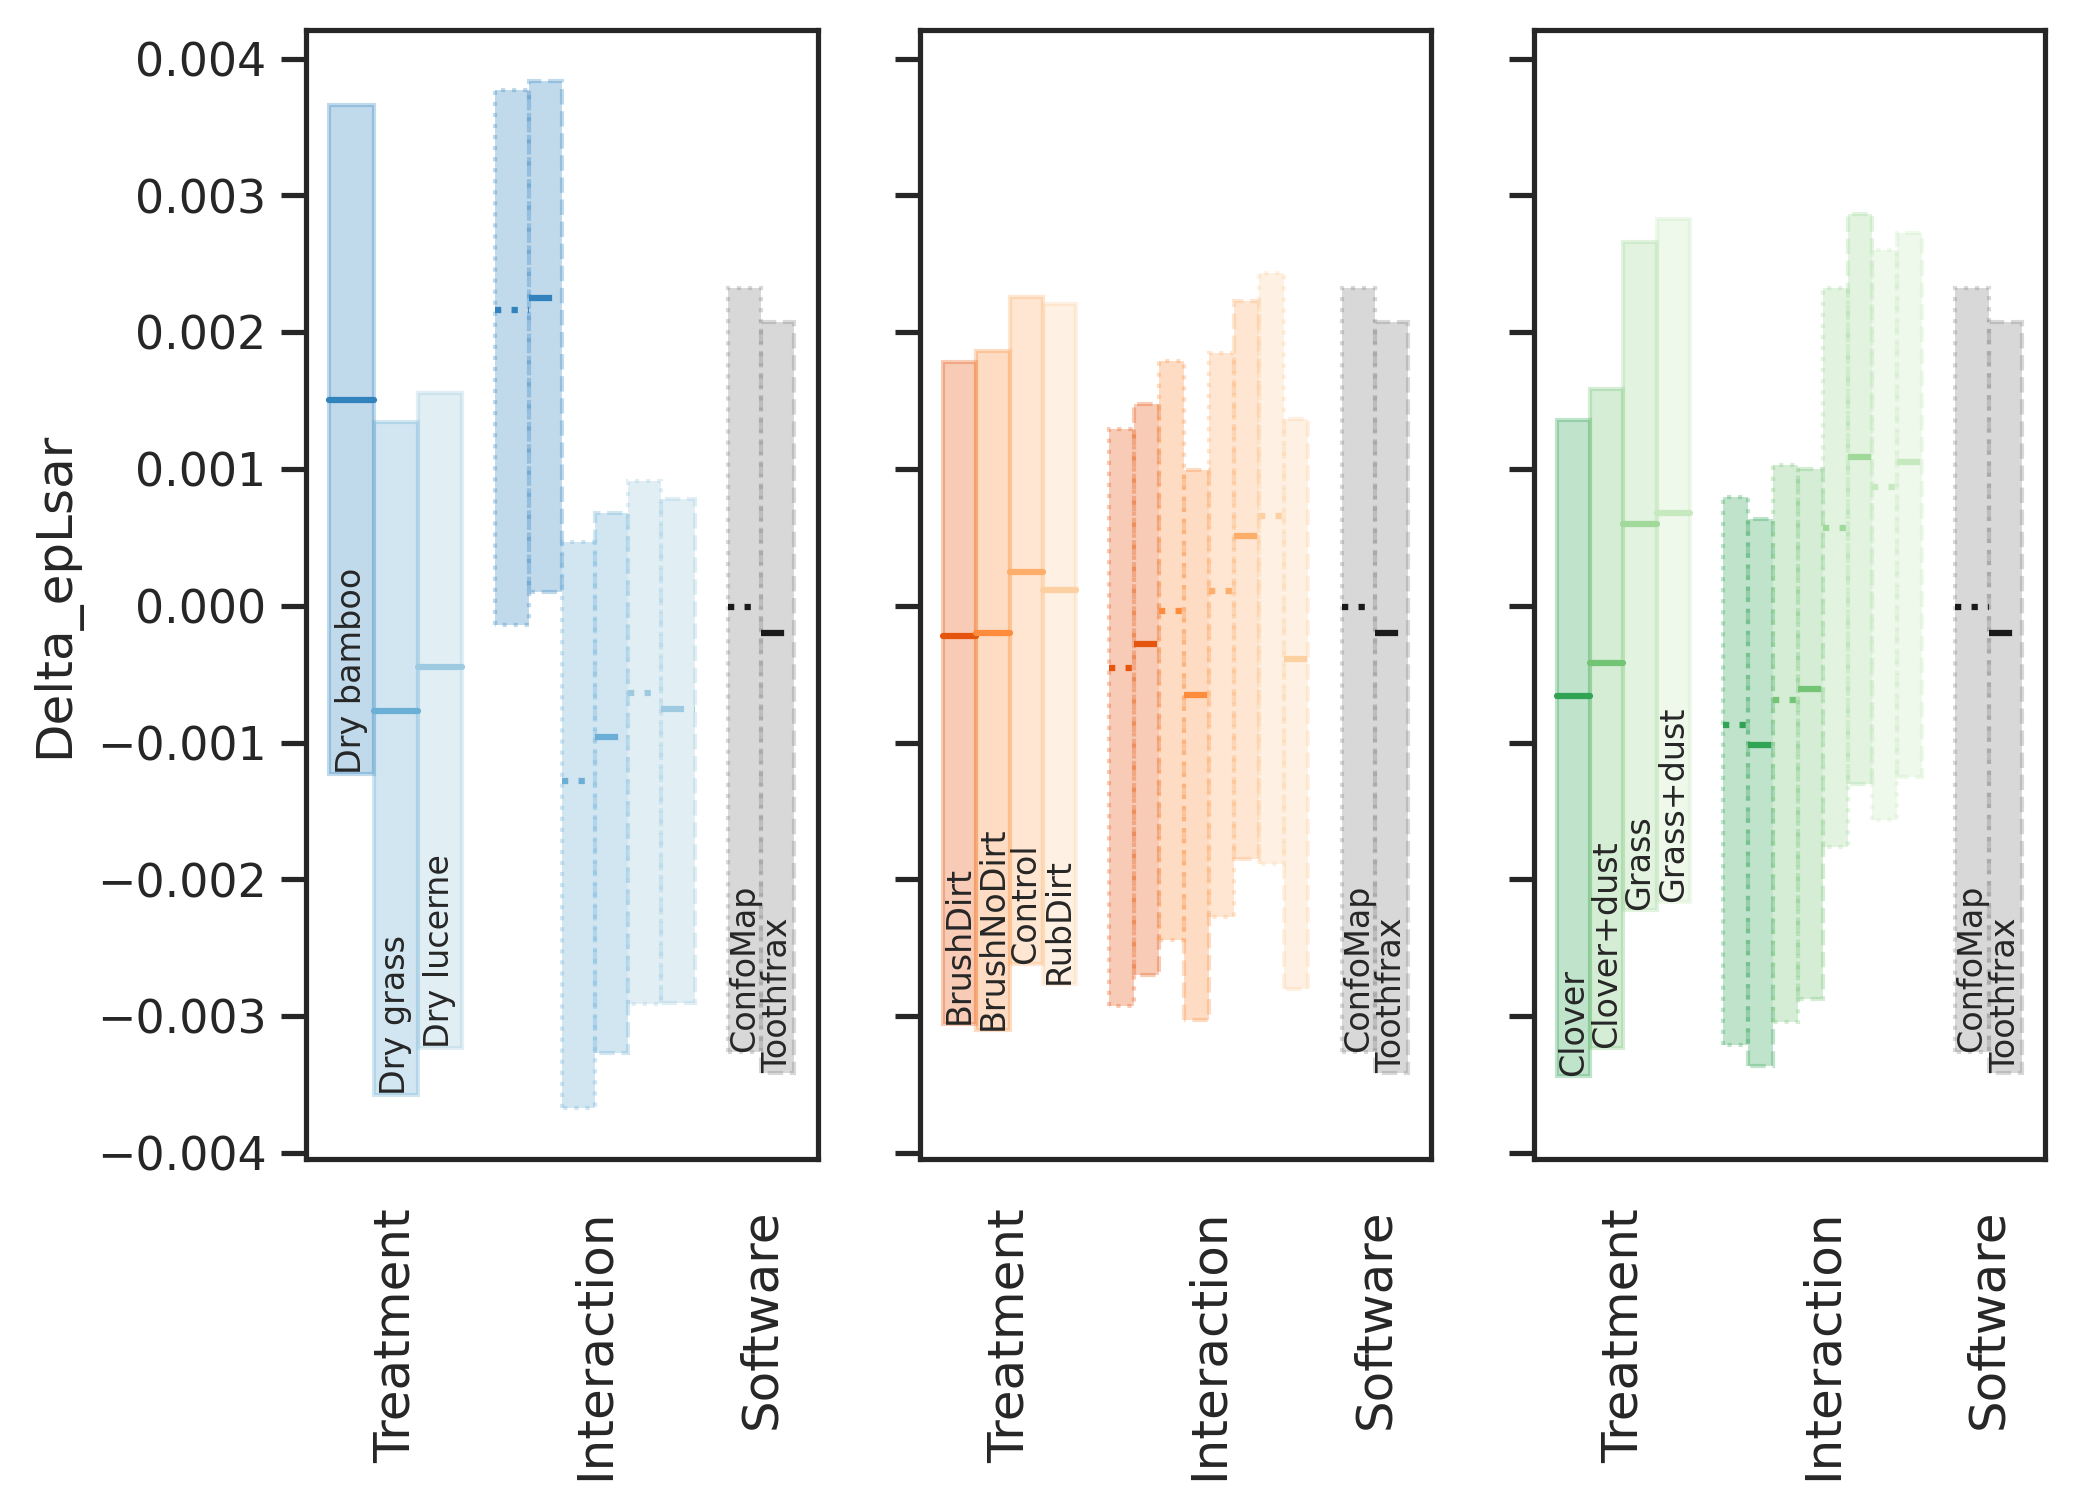 Delta_epLsar
0.004
0.003
0.002
0.001
0.000
−0.001
−0.002
−0.003
−0.004
Dry bamboo
Dry grass
Dry lucerne
ConfoMap
Toothfrax
Treatment
Interaction
Software
BrushDirt
BrushNoDirt
Control
RubDirt
ConfoMap
Toothfrax
Treatment
Interaction
Software
Clover
Clover+dust
Grass
Grass+dust
ConfoMap
Toothfrax
Treatment
Interaction
Software